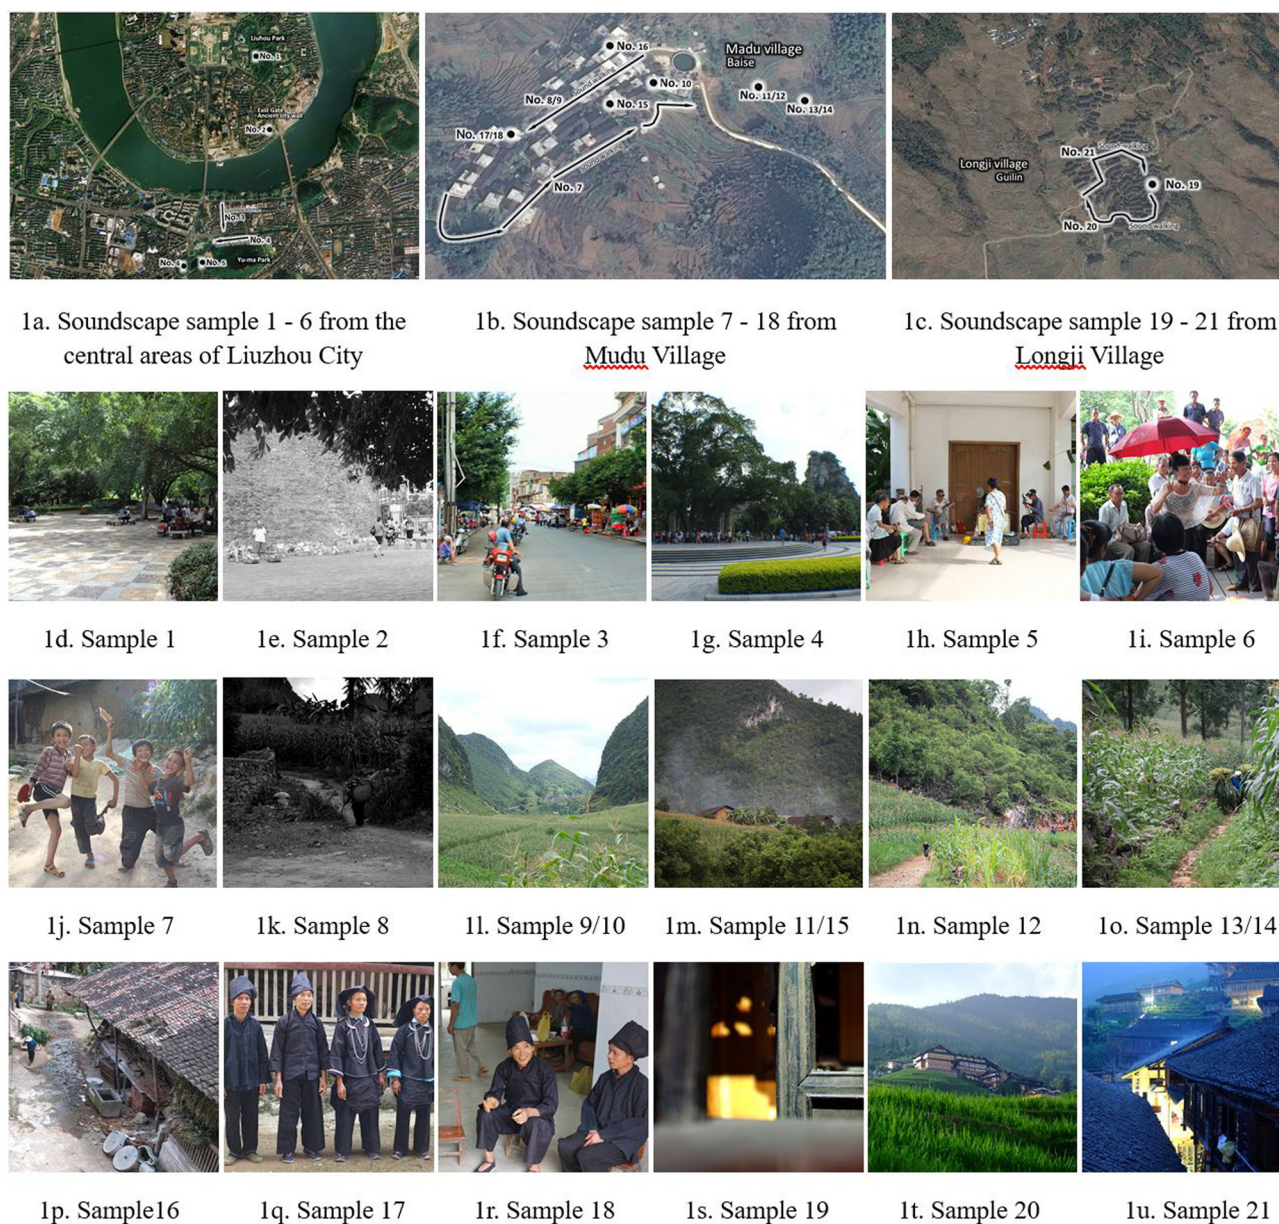 Liuhou Park
No. 1
East Gate
Ancient city wall
No. 2
No. 3
No. 4
No. 5
No. 6
Yu-ma Park
No. 16
Madu village
Baise
Sound walking
No. 10
No. 8/9
No. 15
No. 11/12
No. 13/14
No. 17/18
Sound walking
No. 7
No. 21
Sound walking
Longji village
Guilin
No. 19
No. 20
Sound walking
1a. Soundscape sample 1 - 6 from the
central areas of Liuzhou City
1b. Soundscape sample 7 - 18 from
Mudu Village
1c. Soundscape sample 19 - 21 from
Longji Village
1d. Sample 1
1e. Sample 2
1f. Sample 3
1g. Sample 4
1h. Sample 5
1i. Sample 6
1j. Sample 7
1k. Sample 8
1l. Sample 9/10
1m. Sample 11/15
1n. Sample 12
1o. Sample 13/14
1p. Sample16
1q. Sample 17
1r. Sample 18
1s. Sample 19
1t. Sample 20
1u. Sample 21